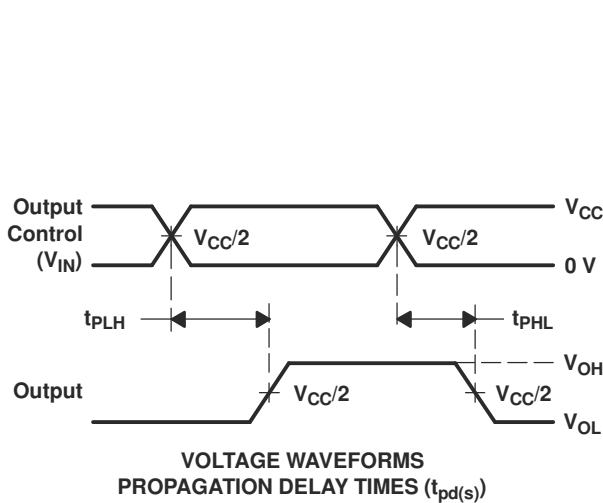 Output
Control
(VIN)
VCC/2
VCC/2
VCC
0 V
tPLH
tPHL
Output
VCC/2
VCC/2
VOH
VOL
VOLTAGE WAVEFORMS
PROPAGATION DELAY TIMES (tpd(s))